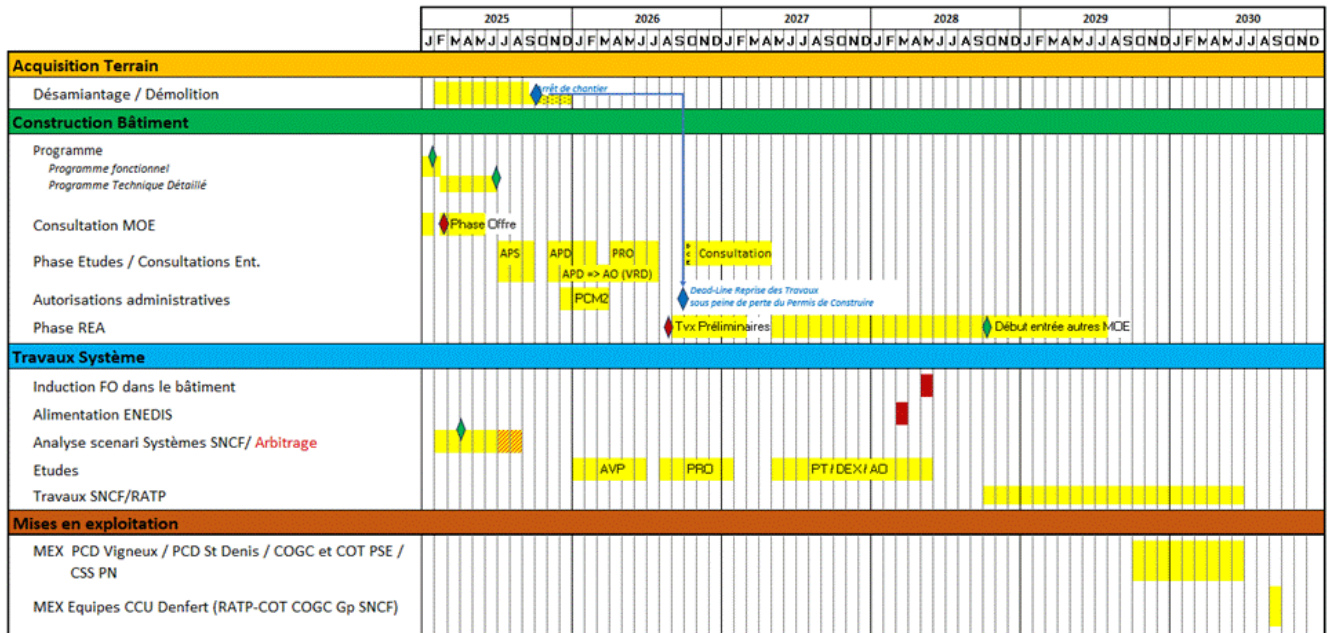 2025 2026 2027 2028 2029 2030
J F M A M J J A S O N D J F M A M J J A S O N D J F M A M J J A S O N D J F M A M J J A S O N D J F M A M J J A S O N D J F M A M J J A S O N D
Acquisition Terrain
Désamiantage / Démolition
rrêt de chantier
Construction Bâtiment
Programme
Programme fonctionnel
Programme Technique Détaillé
Consultation MOE Phase Offre
Phase Etudes / Consultations Ent. APS APD PRO Consultation
APD => AO (VRD)
Autorisations administratives PCM2
Dead-Line Reprise des Travaux
sous peine de perte du Permis de Construire
Phase REA Tvx Préliminaires Début entrée autres MOE
Travaux Système
Induction FO dans le bâtiment
Alimentation ENEDIS
Analyse scenari Systèmes SNCF/ Arbitrage
Etudes AVP PRO PT/DEX/AO
Travaux SNCF/RATP
Mises en exploitation
MEX PCD Vigneux / PCD St Denis / COGC et COT PSE /
CSS PN
MEX Equipes CCU Denfert (RATP-COT COGC Gp SNCF)